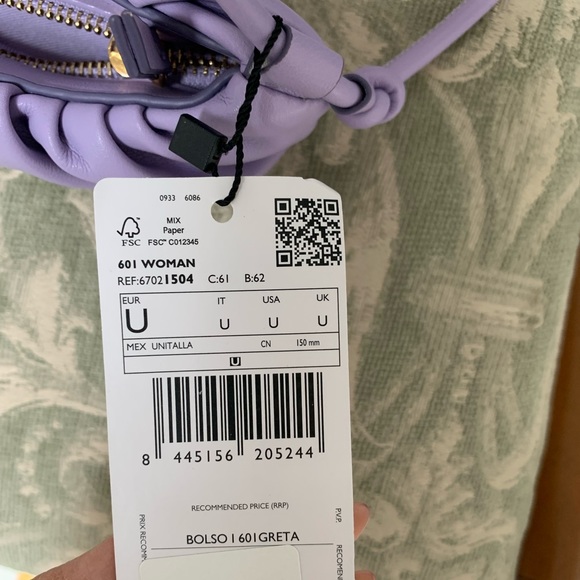 0933 6086
MIX
Paper
FSC™ C012345
FSC
601 WOMAN
REF:67021504 C:61 B:62
EUR IT USA UK
U U U U
MEX UNITALLA CN 150 mm
U
8 445156 205244
RECOMMENDED PRICE (RRP)
PRIX RECOMM
P.V.P.
RECOMEN
BOLSO I 601GRETA